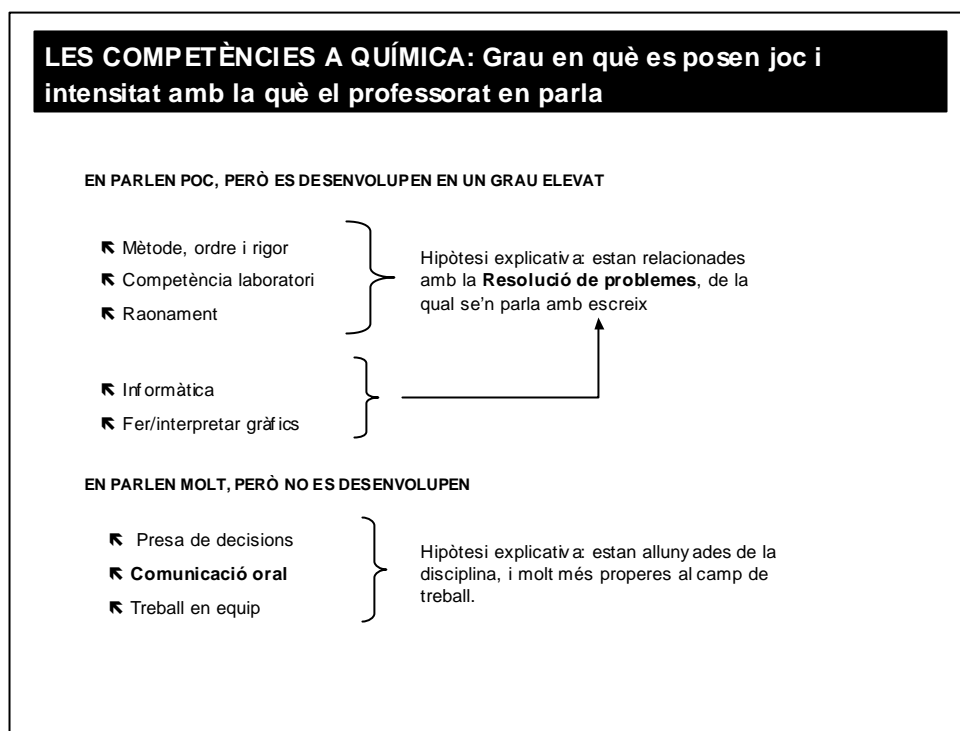 LES COMPETÈNCIES A QUÍMICA: Grau en què es posen joc i
intensitat amb la què el professorat en parla
EN PARLEN POC, PERÒ ES DESENVOLUPEN EN UN GRAU ELEVAT
Mètode, ordre i rigor
Competència laboratori
Raonament
Hipòtesi explicativa: estan relacionades
amb la Resolució de problemes, de la
qual se’n parla amb escreix
Informàtica
Fer/interpretar gràfics
EN PARLEN MOLT, PERÒ NO ES DESENVOLUPEN
Presa de decisions
Comunicació oral
Treball en equip
Hipòtesi explicativa: estan allunyades de la
disciplina, i molt més properes al camp de
treball.